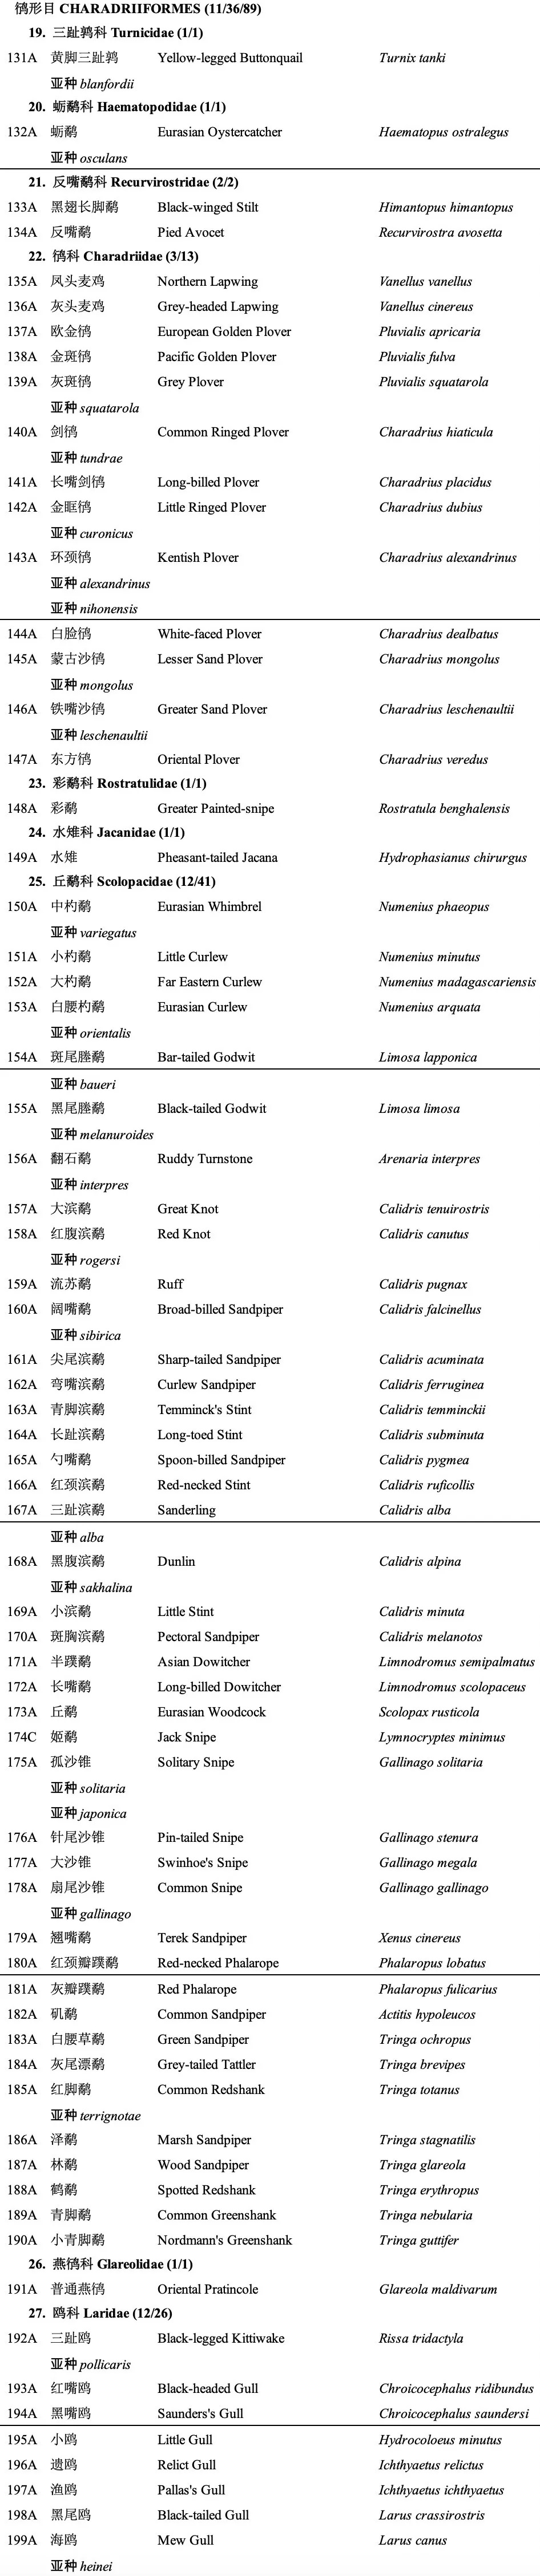 鸻形目 CHARADRIIFORMES (11/36/89)
19. 三趾鹑科 Turnicidae (1/1)
131A 黄脚三趾鹑 Yellow-legged Buttonquail Turnix tanki
亚种 blanfordii
20. 蛎鹬科 Haematopodidae (1/1)
132A 蛎鹬 Eurasian Oystercatcher Haematopus ostralegus
亚种 osculans
21. 反嘴鹬科 Recurvirostridae (2/2)
133A 黑翅长脚鹬 Black-winged Stilt Himantopus himantopus
134A 反嘴鹬 Pied Avocet Recurvirostra avosetta
22. 鸻科 Charadriidae (3/13)
135A 凤头麦鸡 Northern Lapwing Vanellus vanellus
136A 灰头麦鸡 Grey-headed Lapwing Vanellus cinereus
137A 欧金鸻 European Golden Plover Pluvialis apricaria
138A 金斑鸻 Pacific Golden Plover Pluvialis fulva
139A 灰斑鸻 Grey Plover Pluvialis squatarola
亚种 squatarola
140A 剑鸻 Common Ringed Plover Charadrius hiaticula
亚种 tundrae
141A 长嘴剑鸻 Long-billed Plover Charadrius placidus
142A 金眶鸻 Little Ringed Plover Charadrius dubius
亚种 curonicus
143A 环颈鸻 Kentish Plover Charadrius alexandrinus
亚种 alexandrinus
亚种 nihonensis
144A 白脸鸻 White-faced Plover Charadrius dealbatus
145A 蒙古沙鸻 Lesser Sand Plover Charadrius mongolus
亚种 mongolus
146A 铁嘴沙鸻 Greater Sand Plover Charadrius leschenaultii
亚种 leschenaultii
147A 东方鸻 Oriental Plover Charadrius veredus
23. 彩鹬科 Rostratulidae (1/1)
148A 彩鹬 Greater Painted-snipe Rostratula benghalensis
24. 水雉科 Jacanidae (1/1)
149A 水雉 Pheasant-tailed Jacana Hydrophasianus chirurgus
25. 丘鹬科 Scolopacidae (12/41)
150A 中杓鹬 Eurasian Whimbrel Numenius phaeopus
亚种 variegatus
151A 小杓鹬 Little Curlew Numenius minutus
152A 大杓鹬 Far Eastern Curlew Numenius madagascariensis
153A 白腰杓鹬 Eurasian Curlew Numenius arquata
亚种 orientalis
154A 斑尾塍鹬 Bar-tailed Godwit Limosa lapponica
亚种 baueri
155A 黑尾塍鹬 Black-tailed Godwit Limosa limosa
亚种 melanuroides
156A 翻石鹬 Ruddy Turnstone Arenaria interpres
亚种 interpres
157A 大滨鹬 Great Knot Calidris tenuirostris
158A 红腹滨鹬 Red Knot Calidris canutus
亚种 rogersi
159A 流苏鹬 Ruff Calidris pugnax
160A 阔嘴鹬 Broad-billed Sandpiper Calidris falcinellus
亚种 sibirica
161A 尖尾滨鹬 Sharp-tailed Sandpiper Calidris acuminata
162A 弯嘴滨鹬 Curlew Sandpiper Calidris ferruginea
163A 青脚滨鹬 Temminck's Stint Calidris temminckii
164A 长趾滨鹬 Long-toed Stint Calidris subminuta
165A 勺嘴鹬 Spoon-billed Sandpiper Calidris pygmea
166A 红颈滨鹬 Red-necked Stint Calidris ruficollis
167A 三趾滨鹬 Sanderling Calidris alba
亚种 alba
168A 黑腹滨鹬 Dunlin Calidris alpina
亚种 sakhalina
169A 小滨鹬 Little Stint Calidris minuta
170A 斑胸滨鹬 Pectoral Sandpiper Calidris melanotos
171A 半蹼鹬 Asian Dowitcher Limnodromus semipalmatus
172A 长嘴鹬 Long-billed Dowitcher Limnodromus scolopaceus
173A 丘鹬 Eurasian Woodcock Scolopax rusticola
174C 姬鹬 Jack Snipe Lymnocryptes minimus
175A 孤沙锥 Solitary Snipe Gallinago solitaria
亚种 solitaria
亚种 japonica
176A 针尾沙锥 Pin-tailed Snipe Gallinago stenura
177A 大沙锥 Swinhoe's Snipe Gallinago megala
178A 扇尾沙锥 Common Snipe Gallinago gallinago
亚种 gallinago
179A 翘嘴鹬 Terek Sandpiper Xenus cinereus
180A 红颈瓣蹼鹬 Red-necked Phalarope Phalaropus lobatus
181A 灰瓣蹼鹬 Red Phalarope Phalaropus fulicarius
182A 矶鹬 Common Sandpiper Actitis hypoleucos
183A 白腰草鹬 Green Sandpiper Tringa ochropus
184A 灰尾漂鹬 Grey-tailed Tattler Tringa brevipes
185A 红脚鹬 Common Redshank Tringa totanus
亚种 terrignotae
186A 泽鹬 Marsh Sandpiper Tringa stagnatilis
187A 林鹬 Wood Sandpiper Tringa glareola
188A 鹤鹬 Spotted Redshank Tringa erythropus
189A 青脚鹬 Common Greenshank Tringa nebularia
190A 小青脚鹬 Nordmann's Greenshank Tringa guttifer
26. 燕鸻科 Glareolidae (1/1)
191A 普通燕鸻 Oriental Pratincole Glareola maldivarum
27. 鸥科 Laridae (12/26)
192A 三趾鸥 Black-legged Kittiwake Rissa tridactyla
亚种 pollicaris
193A 红嘴鸥 Black-headed Gull Chroicocephalus ridibundus
194A 黑嘴鸥 Saunders's Gull Chroicocephalus saundersi
195A 小鸥 Little Gull Hydrocoloeus minutus
196A 遗鸥 Relict Gull Ichthyaetus relictus
197A 渔鸥 Pallas's Gull Ichthyaetus ichthyaetus
198A 黑尾鸥 Black-tailed Gull Larus crassirostris
199A 海鸥 Mew Gull Larus canus
亚种 heinei